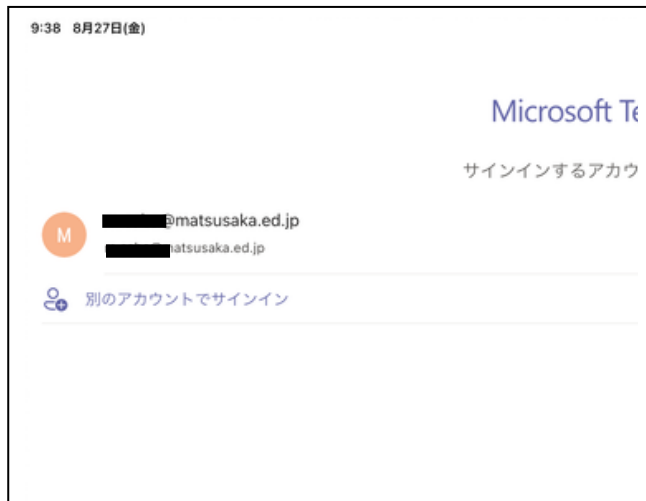 9:38 8月27日(金)
Microsoft Te
サインインするアカウ
M
@matsusaka.ed.jp
matsusaka.ed.jp
別のアカウントでサインイン